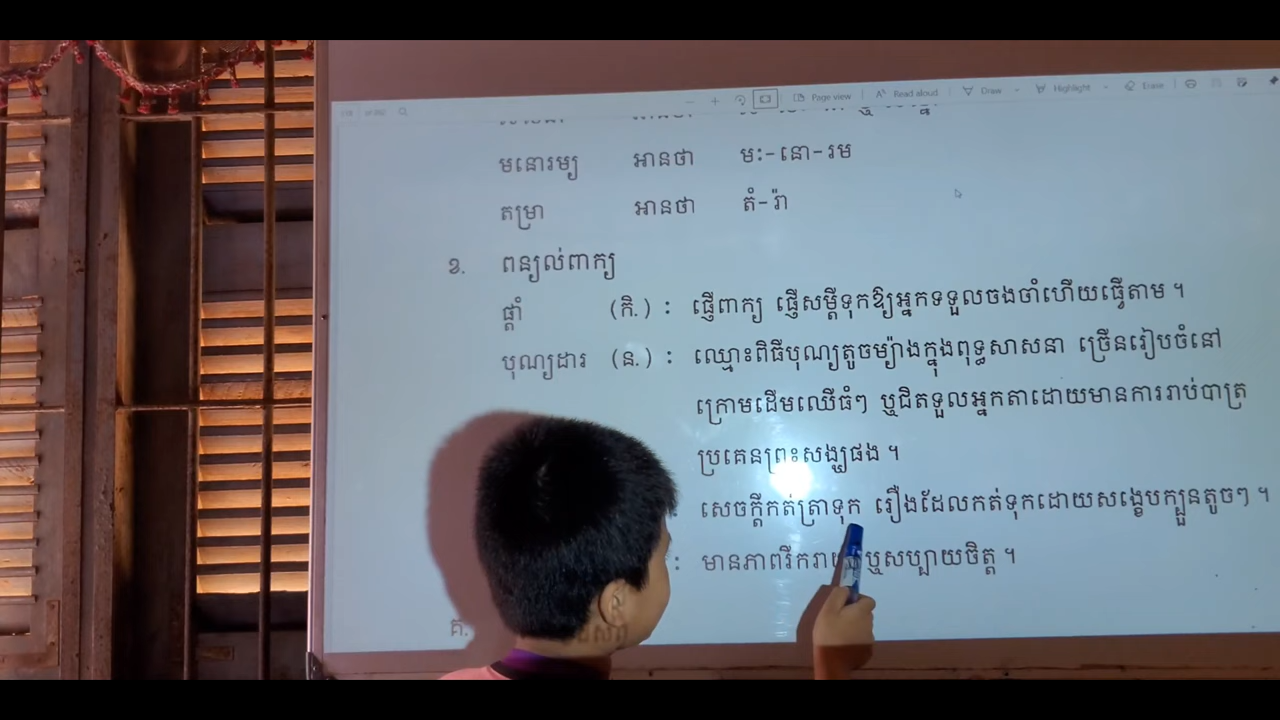 Page view Read aloud Draw Highlight Erase
មនោរម្យ អានថា មៈ-នោ-រម
តម្រា អានថា តំ-រ៉ា
ខ. ពន្យល់ពាក្យ
ផ្ដាំ (កិ.) : ផ្ញើពាក្យ ផ្ញើសម្ដីទុកឱ្យអ្នកទទួលចងចាំហើយធ្វើតាម ។
បុណ្យដារ (ន.) : ឈ្មោះពិធីបុណ្យតូចម្យ៉ាងក្នុងពុទ្ធសាសនា ច្រើនរៀបចំនៅ
ក្រោមដើមឈើធំៗ ឬជិតទួលអ្នកតាដោយមានការរាប់បាត្រ
ប្រគេនព្រះសង្ឃផង ។
សេចក្ដីកត់ត្រាទុក រឿងដែលកត់ទុកដោយសង្ខេបក្បួនតូចៗ ។
: មានភាពរីករាយ ឬសប្បាយចិត្ត ។
គ.